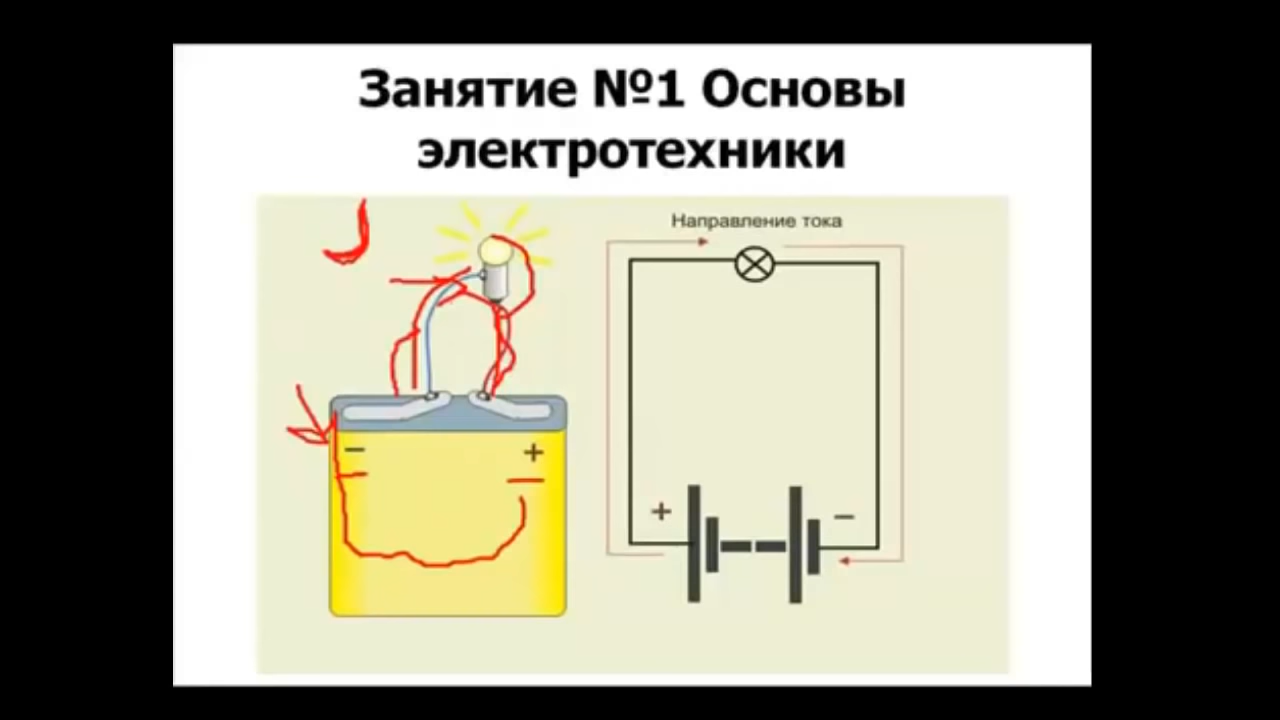 Занятие №1 Основы
электротехники
Направление тока
− +
+ −